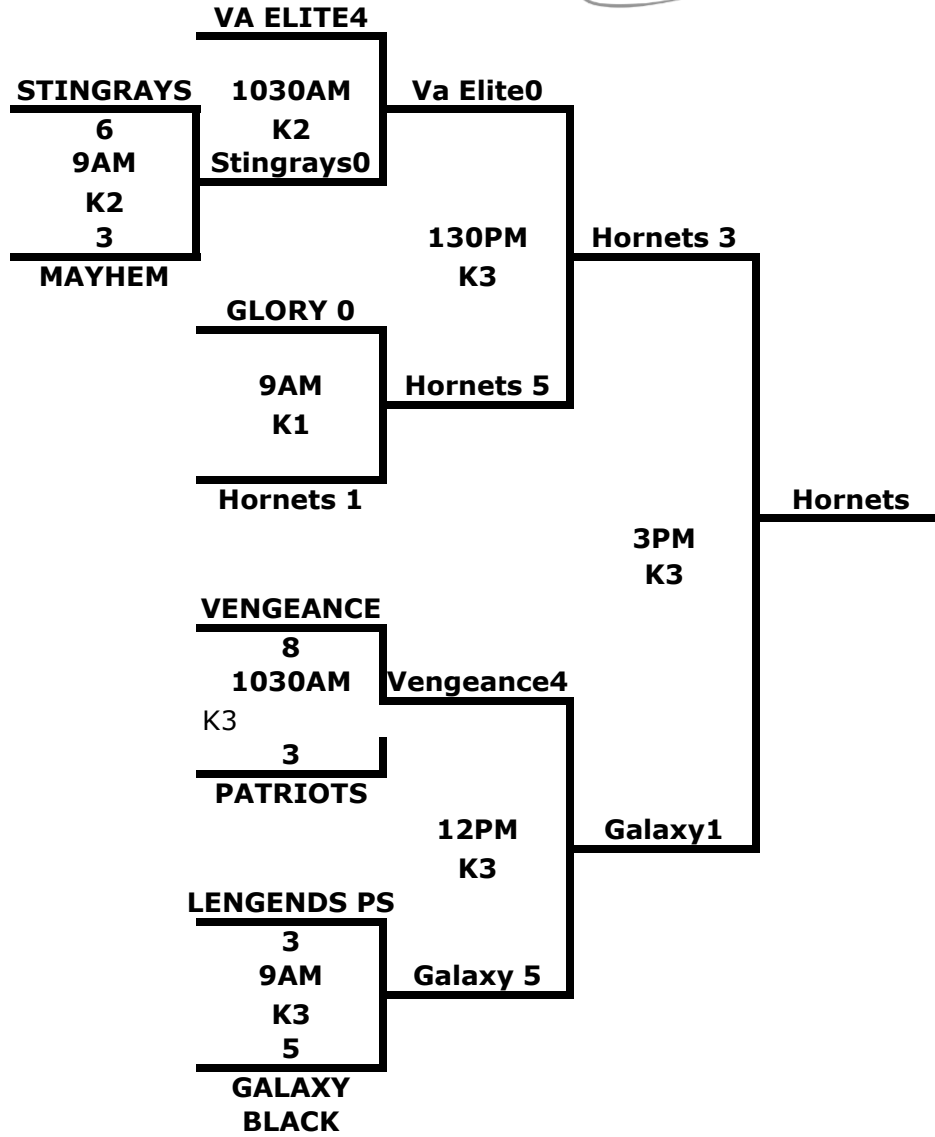 VA ELITE4
STINGRAYS
6
9AM
K2
3
MAYHEM
1030AM
K2
Stingrays0
Va Elite0
130PM
K3
Hornets 3
GLORY 0
9AM
K1
Hornets 1
Hornets 5
Hornets
3PM
K3
VENGEANCE
8
1030AM
K3
3
PATRIOTS
Vengeance4
12PM
K3
Galaxy1
LENGENDS PS
3
9AM
K3
5
GALAXY
BLACK
Galaxy 5